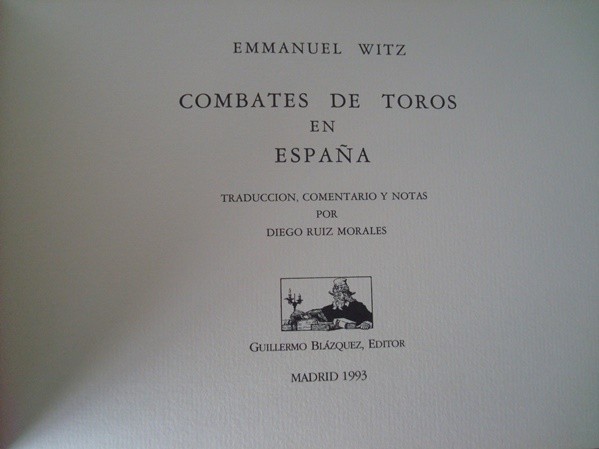 EMMANUEL WITZ
COMBATES DE TOROS
EN
ESPAÑA
TRADUCCION, COMENTARIO Y NOTAS
POR
DIEGO RUIZ MORALES
GUILLERMO BLÁZQUEZ, EDITOR
MADRID 1993